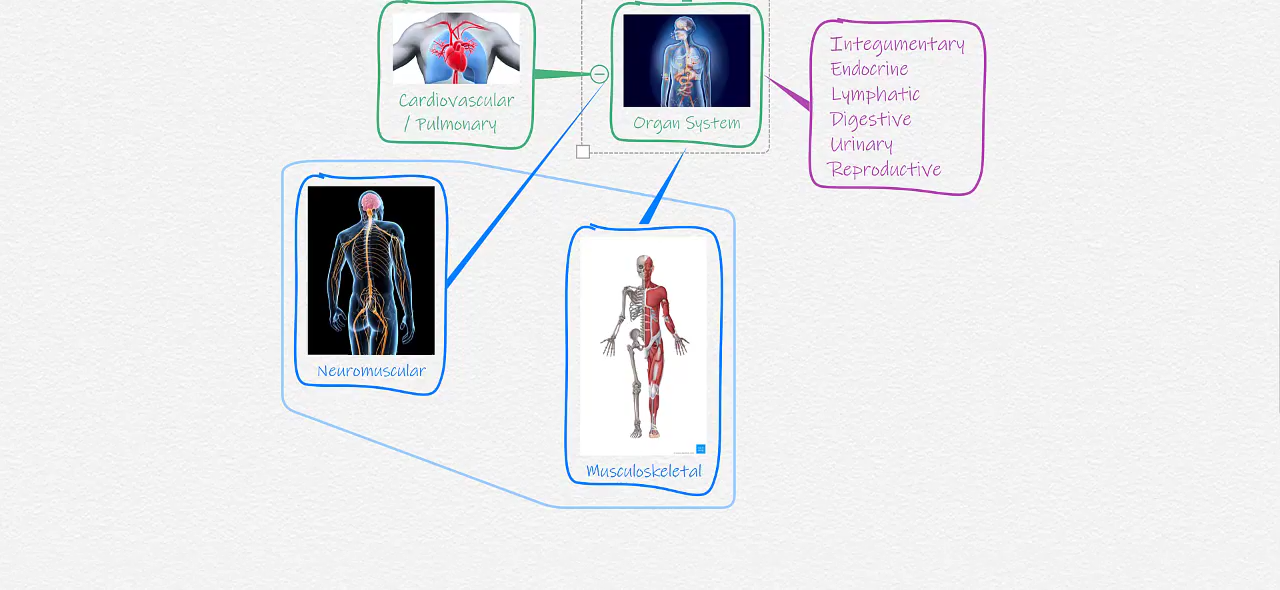 Cardiovascular
/ Pulmonary
Organ System
Integumentary
Endocrine
Lymphatic
Digestive
Urinary
Reproductive
Neuromuscular
Musculoskeletal